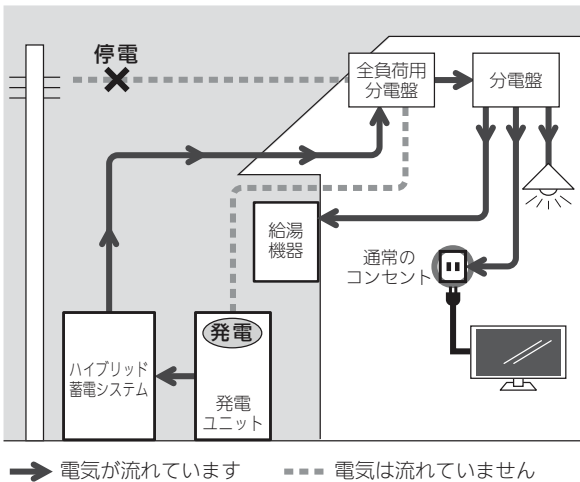 停電
全負荷用
分電盤
分電盤
給湯
機器
通常の
コンセント
発電
ハイブリッド
蓄電システム
発電
ユニット
電気が流れています
電気は流れていません